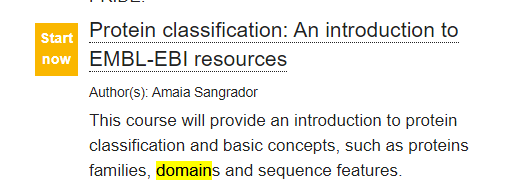 Start now
Protein classification: An introduction to
EMBL-EBI resources
Author(s): Amaia Sangrador
This course will provide an introduction to protein
classification and basic concepts, such as proteins
families, domains and sequence features.